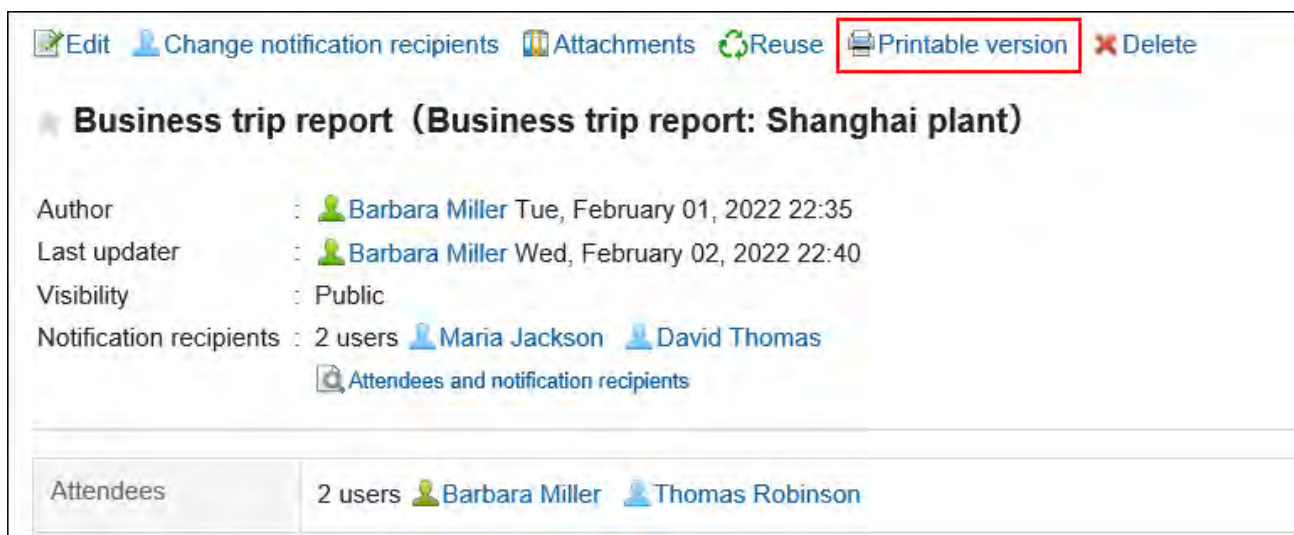 Edit Change notification recipients Attachments Reuse Printable version Delete
Business trip report（Business trip report: Shanghai plant）
Author : Barbara Miller Tue, February 01, 2022 22:35
Last updater : Barbara Miller Wed, February 02, 2022 22:40
Visibility : Public
Notification recipients : 2 users Maria Jackson David Thomas
Attendees and notification recipients
Attendees 2 users Barbara Miller Thomas Robinson